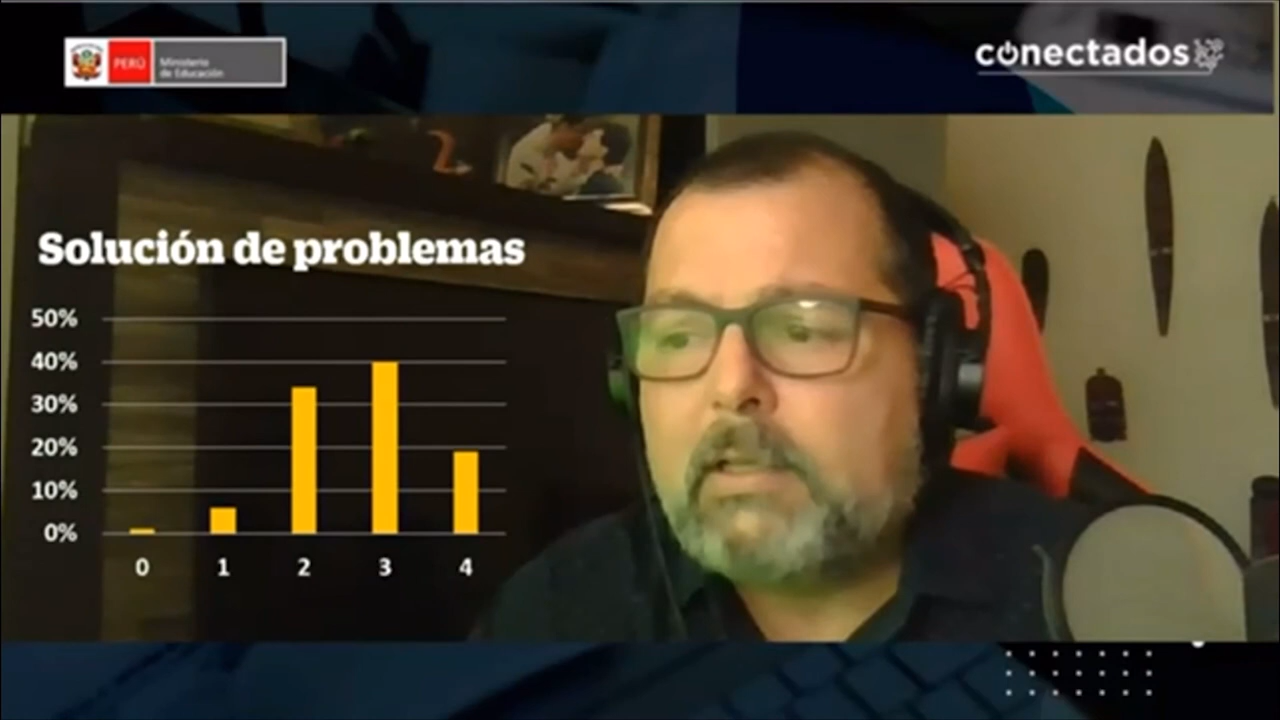 PERÚ
Ministerio
de Educación
conectados
Solución de problemas
50%
40%
30%
20%
10%
0%
0 1 2 3 4